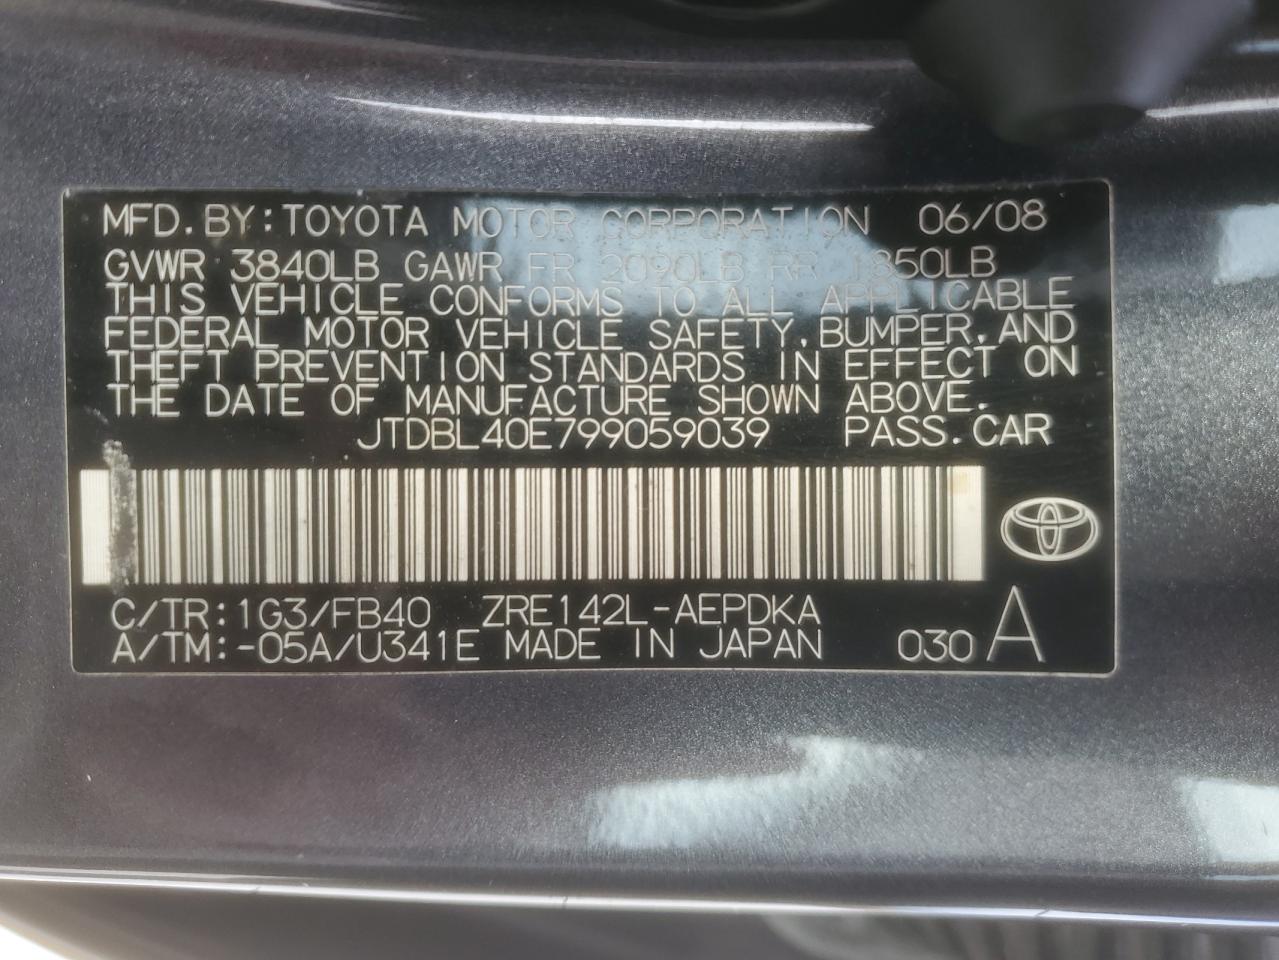 MFD.BY:TOYOTA MOTOR CORPORATION 06/08
GVWR 3840LB GAWR FR 2090LB RR 1850LB
THIS VEHICLE CONFORMS TO ALL APPLICABLE
FEDERAL MOTOR VEHICLE SAFETY,BUMPER,AND
THEFT PREVENTION STANDARDS IN EFFECT ON
THE DATE OF MANUFACTURE SHOWN ABOVE.
JTDBL40E799059039 PASS.CAR
C/TR:1G3/FB40 ZRE142L-AEPDKA
A/TM:-05A/U341E MADE IN JAPAN 030 A